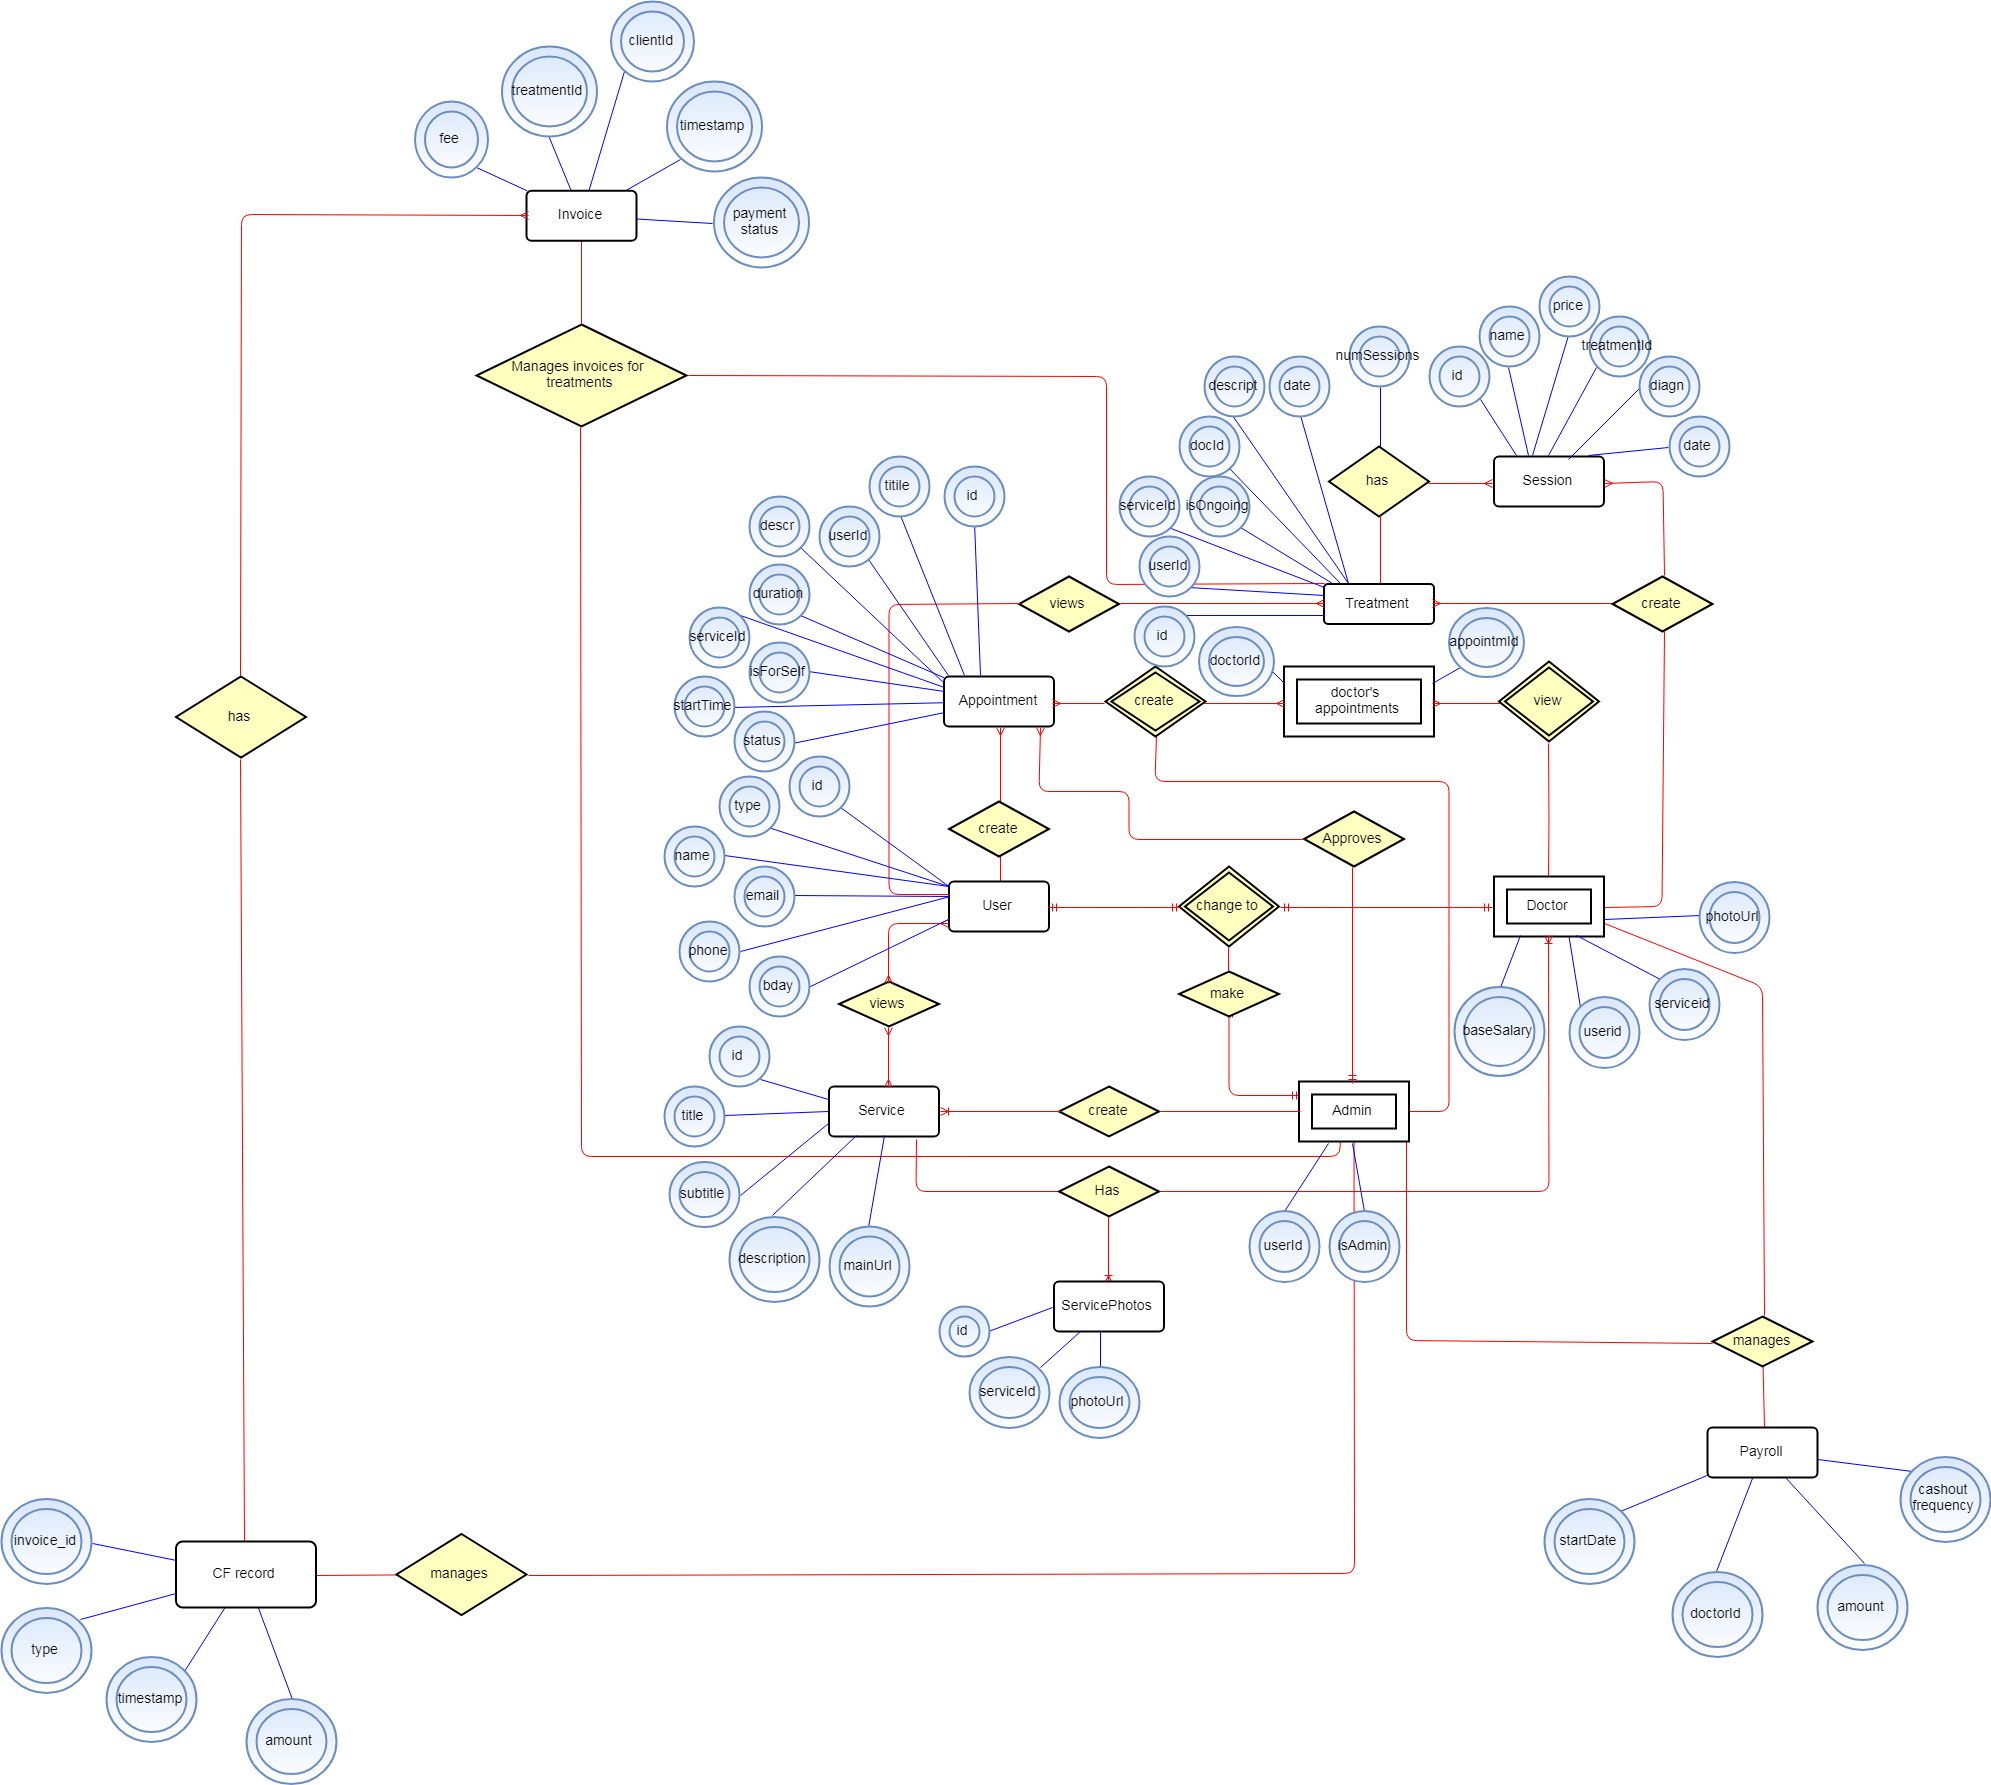 clientId
treatmentId
timestamp
fee
payment
status
Invoice
Manages invoices for
treatments
price
name
treatmentId
numSessions
id
diagn
descript
date
date
docId
has
Session
titile
id
serviceId
isOngoing
descr
userId
userId
duration
views
Treatment
create
serviceId
id
doctorId
appointmId
isForSelf
Appointment
create
doctor's
appointments
view
startTime
has
status
id
type
create
Approves
name
email
User
change to
Doctor
photoUrl
phone
bday
views
make
serviceid
baseSalary
userid
id
title
Service
create
Admin
subtitle
Has
description
mainUrl
userId
isAdmin
ServicePhotos
id
manages
serviceId
photoUrl
Payroll
cashout
frequency
invoice_id
startDate
CF record
manages
doctorId
amount
type
timestamp
amount